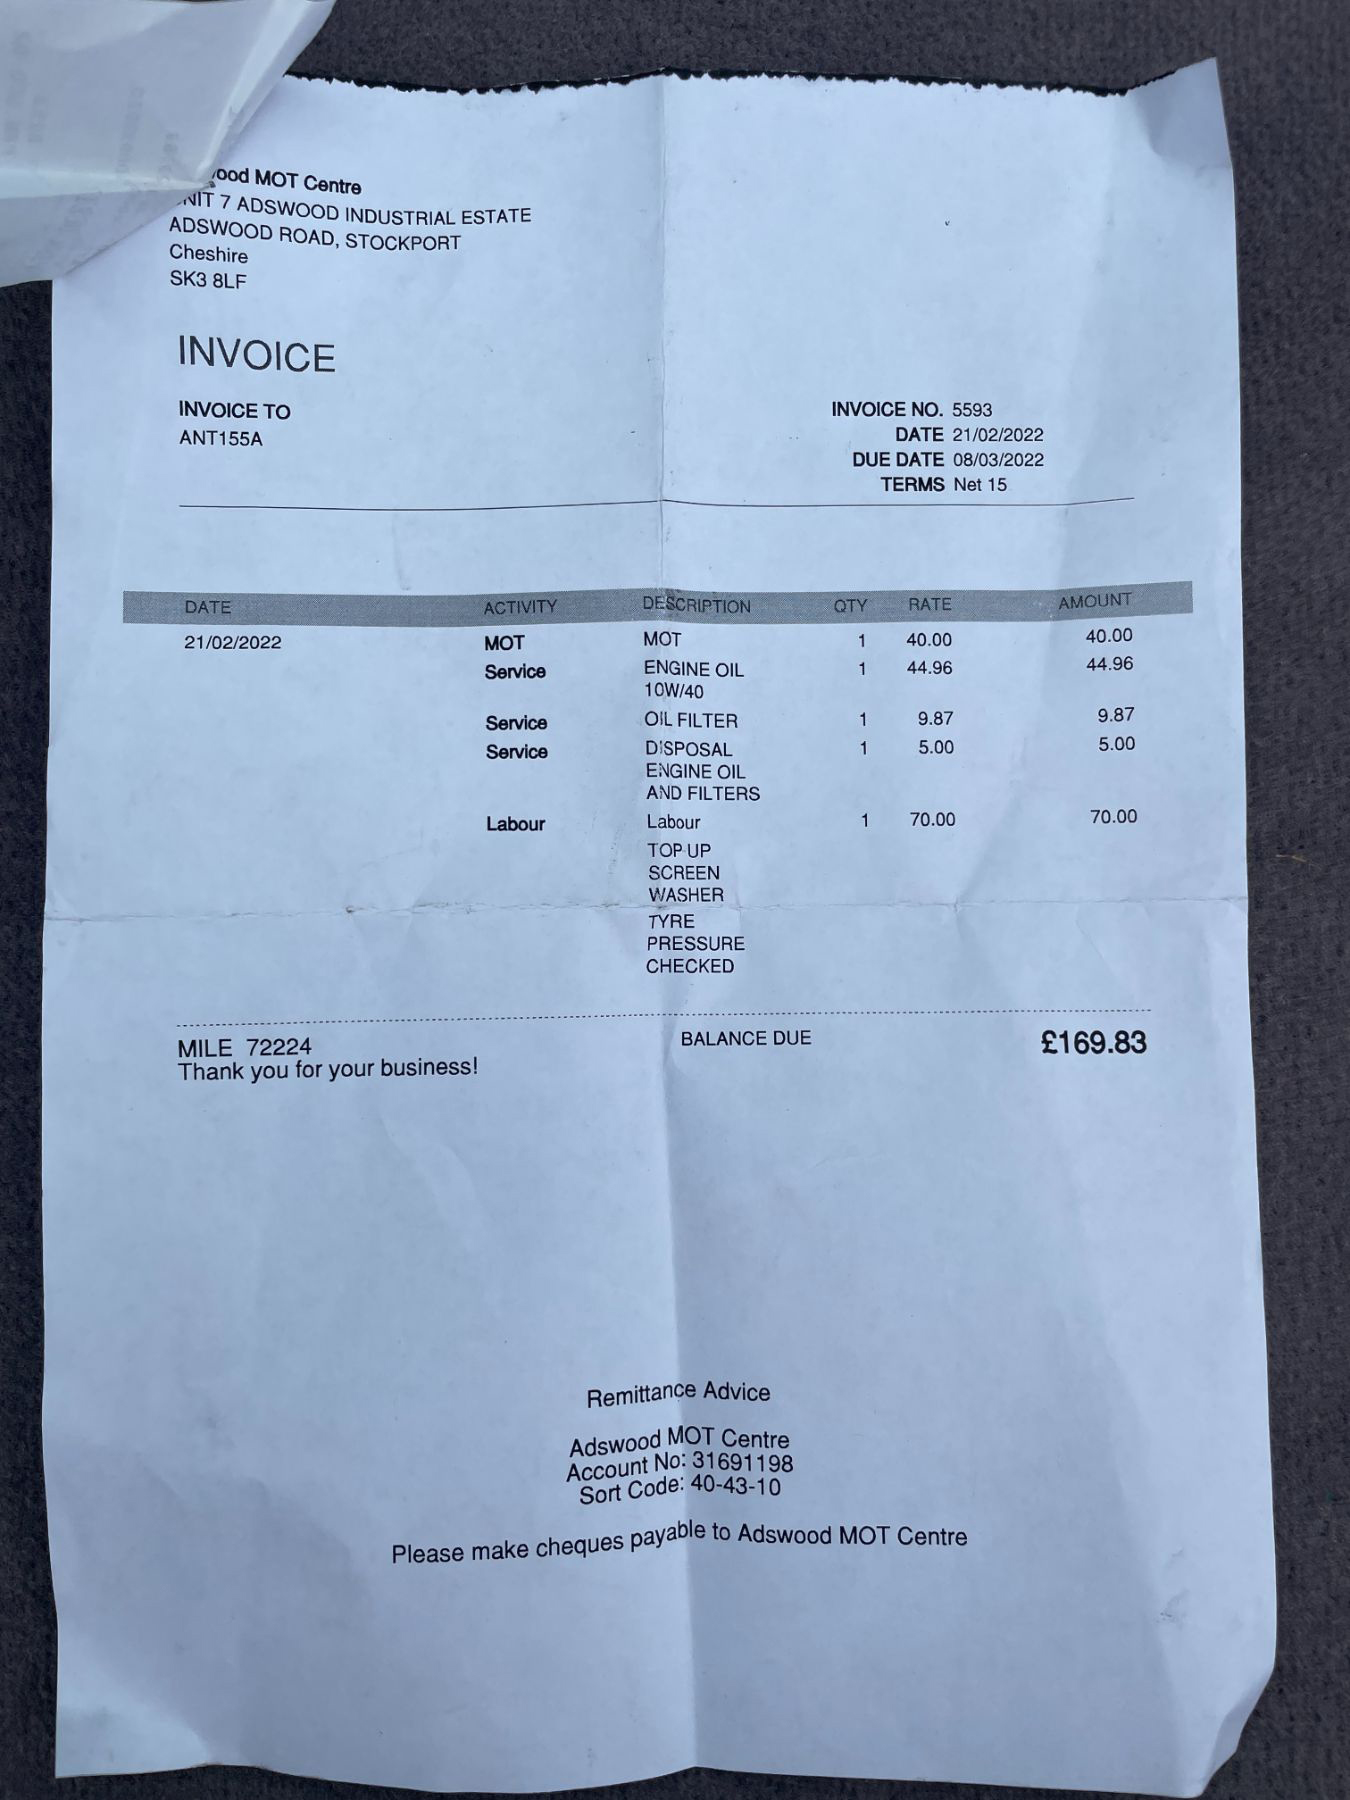 ood MOT Centre
NIT 7 ADSWOOD INDUSTRIAL ESTATE
ADSWOOD ROAD, STOCKPORT
Cheshire
SK3 8LF
INVOICE
INVOICE TO
ANT155A
INVOICE NO. 5593
DATE 21/02/2022
DUE DATE 08/03/2022
TERMS Net 15
DATE ACTIVITY DESCRIPTION QTY RATE AMOUNT
21/02/2022 MOT MOT 1 40.00 40.00
Service ENGINE OIL 1 44.96 44.96
10W/40
Service OIL FILTER 1 9.87 9.87
Service DISPOSAL 1 5.00 5.00
ENGINE OIL
AND FILTERS
Labour Labour 1 70.00 70.00
TOP UP
SCREEN
WASHER
TYRE
PRESSURE
CHECKED
MILE 72224 BALANCE DUE £169.83
Thank you for your business!
Remittance Advice
Adswood MOT Centre
Account No: 31691198
Sort Code: 40-43-10
Please make cheques payable to Adswood MOT Centre